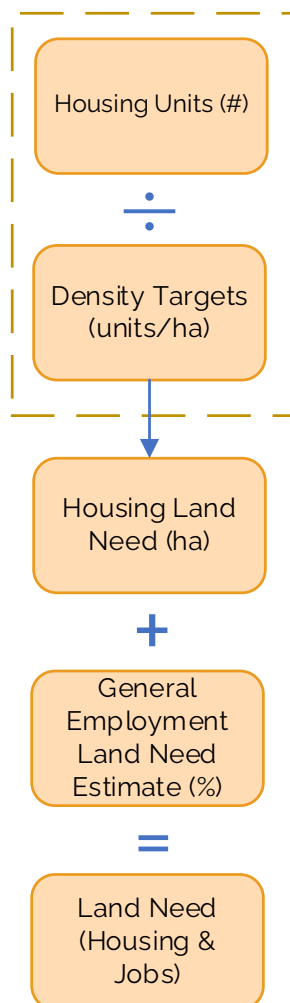 Housing Units (#)
÷
Density Targets
(units/ha)
Housing Land
Need (ha)
+
General
Employment
Land Need
Estimate (%)
=
Land Need
(Housing &
Jobs)